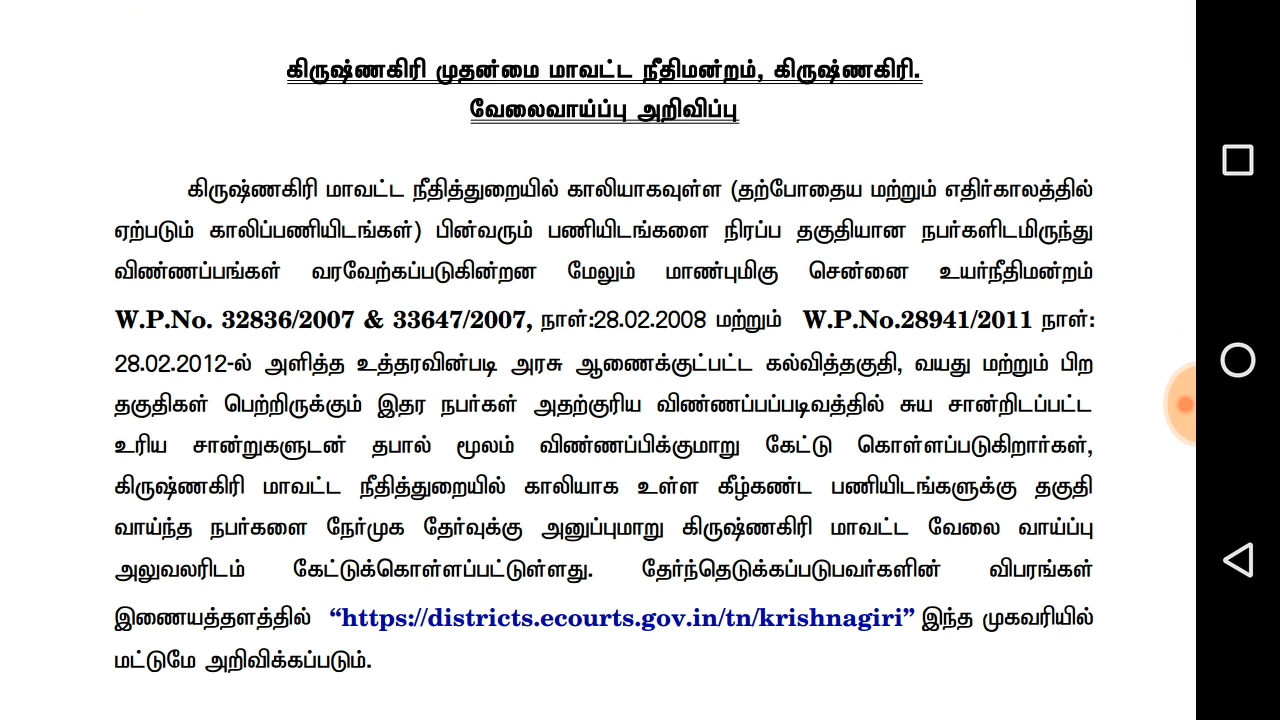 கிருஷ்ணகிரி முதன்மை மாவட்ட நீதிமன்றம், கிருஷ்ணகிரி.
வேலைவாய்ப்பு அறிவிப்பு
கிருஷ்ணகிரி மாவட்ட நீதித்துறையில் காலியாகவுள்ள (தற்போதைய மற்றும் எதிர்காலத்தில்
ஏற்படும் காலிப்பணியிடங்கள்) பின்வரும் பணியிடங்களை நிரப்ப தகுதியான நபர்களிடமிருந்து
விண்ணப்பங்கள் வரவேற்கப்படுகின்றன மேலும் மாண்புமிகு சென்னை உயர்நீதிமன்றம்
W.P.No. 32836/2007 & 33647/2007, நாள்:28.02.2008 மற்றும் W.P.No.28941/2011 நாள்:
28.02.2012-ல் அளித்த உத்தரவின்படி அரசு ஆணைக்குட்பட்ட கல்வித்தகுதி, வயது மற்றும் பிற
தகுதிகள் பெற்றிருக்கும் இதர நபர்கள் அதற்குரிய விண்ணப்பப்படிவத்தில் சுய சான்றிடப்பட்ட
உரிய சான்றுகளுடன் தபால் மூலம் விண்ணப்பிக்குமாறு கேட்டு கொள்ளப்படுகிறார்கள்,
கிருஷ்ணகிரி மாவட்ட நீதித்துறையில் காலியாக உள்ள கீழ்கண்ட பணியிடங்களுக்கு தகுதி
வாய்ந்த நபர்களை நேர்முக தேர்வுக்கு அனுப்புமாறு கிருஷ்ணகிரி மாவட்ட வேலை வாய்ப்பு
அலுவலரிடம் கேட்டுக்கொள்ளப்பட்டுள்ளது. தேர்ந்தெடுக்கப்படுபவர்களின் விபரங்கள்
இணையத்தளத்தில் “https://districts.ecourts.gov.in/tn/krishnagiri” இந்த முகவரியில்
மட்டுமே அறிவிக்கப்படும்.